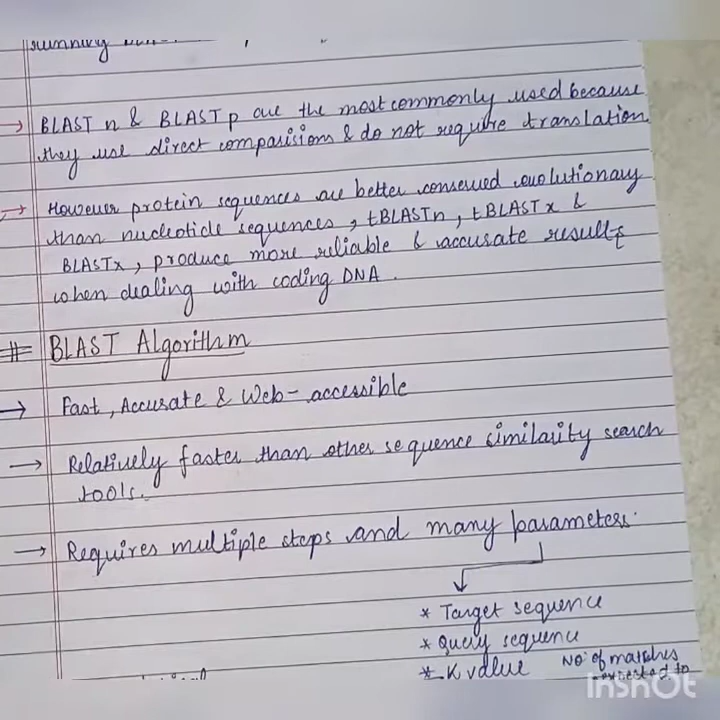 running
→ BLAST n & BLAST p are the most commonly used because
they use direct comparisions & do not require translation
→ However protein sequences are better conserved evolutionary
than nucleotide sequences, tBLASTn, tBLASTx &
BLASTx, produce more reliable & accurate results
when dealing with coding DNA.
# BLAST Algorithm
→ Fast, Accurate & Web-accessible
→ Relatively faster than other sequence similarity search
tools.
→ Requires multiple steps and many parameters.
* Target sequence
* Query sequence
* K value No. of matches
expected to
InShOt